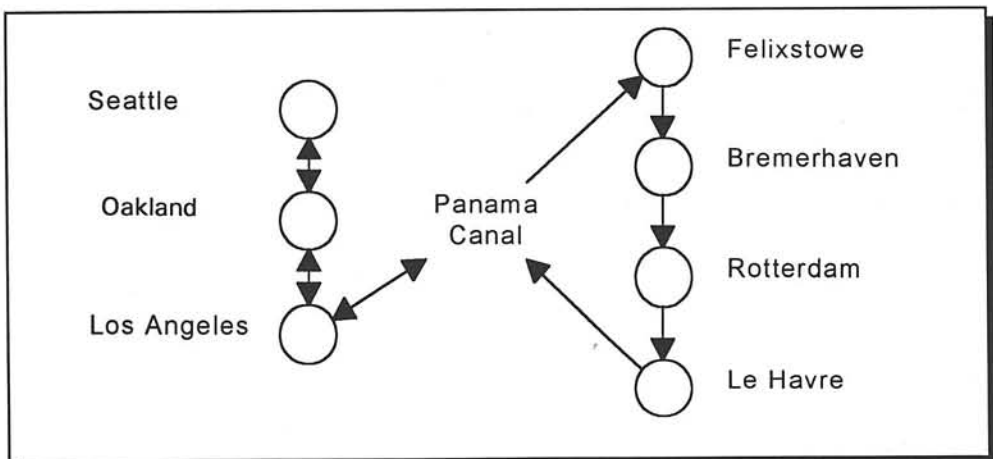 Seattle
Oakland
Los Angeles
Panama
Canal
Felixstowe
Bremerhaven
Rotterdam
Le Havre